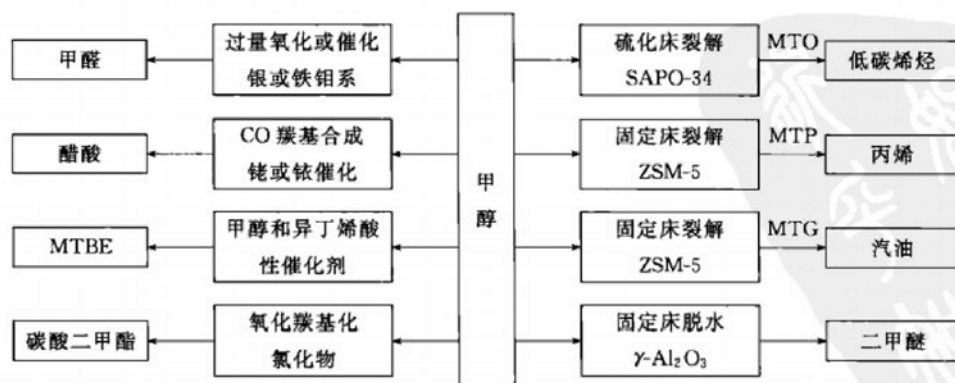 甲醛
过量氧化或催化
银或铁钼系
硫化床裂解
SAPO-34
MTO
低碳烯烃
醋酸
CO 羰基合成
铑或铱催化
甲
醇
固定床裂解
ZSM-5
MTP
丙烯
MTBE
甲醇和异丁烯酸
性催化剂
固定床裂解
ZSM-5
MTG
汽油
碳酸二甲酯
氧化羰基化
氯化物
固定床脱水
γ-Al₂O₃
二甲醚